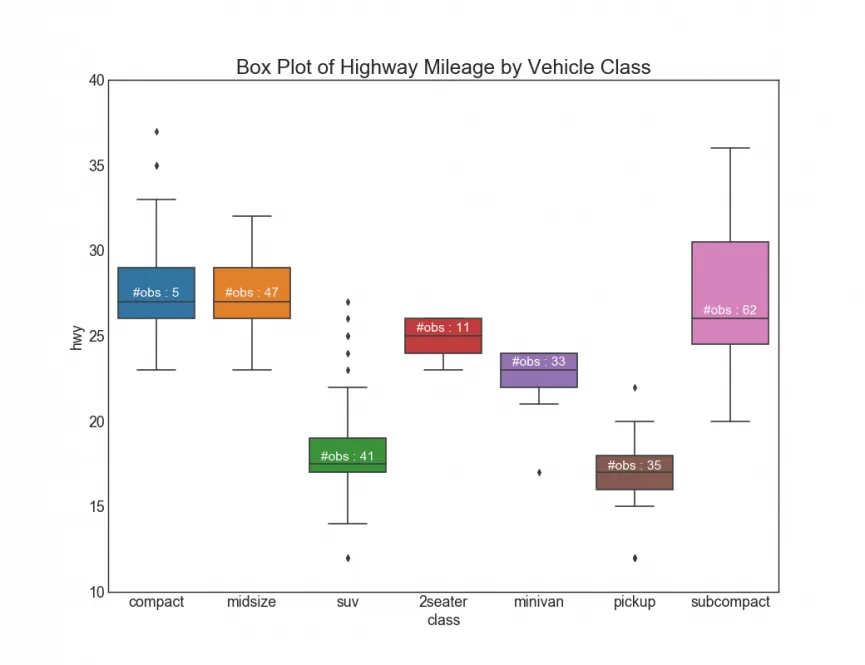 Box Plot of Highway Mileage by Vehicle Class
40
35
30
25
20
15
10
hwy
#obs : 5
#obs : 47
#obs : 41
#obs : 11
#obs : 33
#obs : 35
#obs : 62
compact midsize suv 2seater minivan pickup subcompact
class